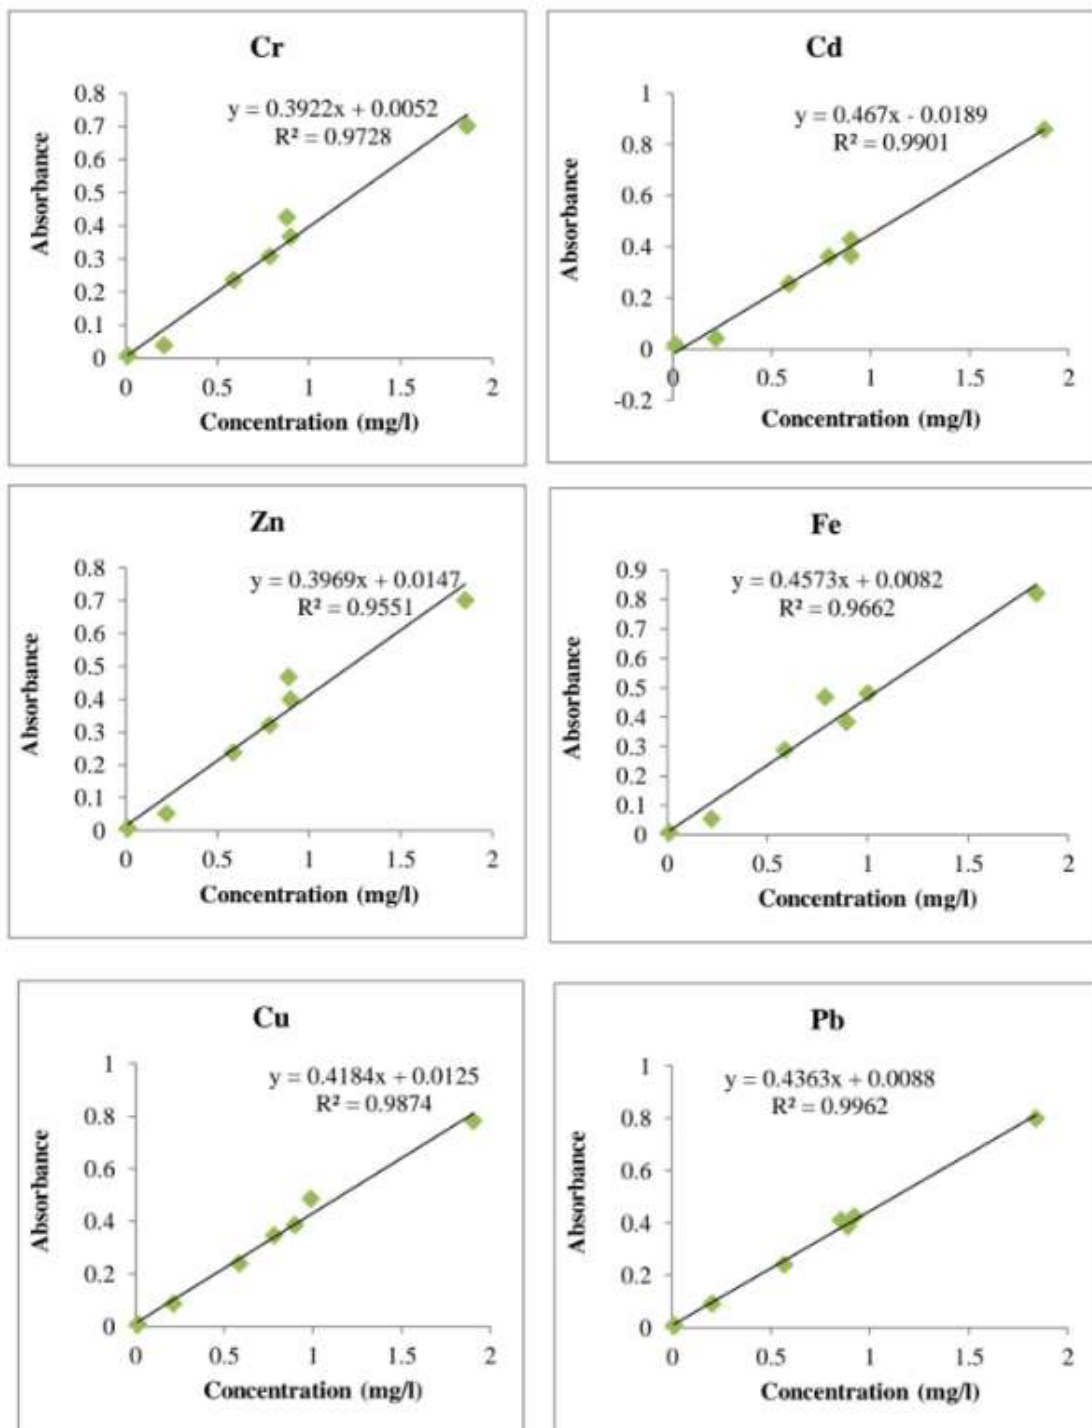 Cr
y = 0.3922x + 0.0052
R² = 0.9728
0.8
0.7
0.6
0.5
0.4
0.3
0.2
0.1
0
Absorbance
0 0.5 1 1.5 2
Concentration (mg/l)
Cd
y = 0.467x - 0.0189
R² = 0.9901
1
0.8
0.6
0.4
0.2
0
-0.2
Absorbance
0 0.5 1 1.5 2
Concentration (mg/l)
Zn
y = 0.3969x + 0.0147
R² = 0.9551
0.8
0.7
0.6
0.5
0.4
0.3
0.2
0.1
0
Absorbance
0 0.5 1 1.5 2
Concentration (mg/l)
Fe
y = 0.4573x + 0.0082
R² = 0.9662
0.9
0.8
0.7
0.6
0.5
0.4
0.3
0.2
0.1
0
Absorbance
0 0.5 1 1.5 2
Concentration (mg/l)
Cu
y = 0.4184x + 0.0125
R² = 0.9874
1
0.8
0.6
0.4
0.2
0
Absorbance
0 0.5 1 1.5 2
Concentration (mg/l)
Pb
y = 0.4363x + 0.0088
R² = 0.9962
1
0.8
0.6
0.4
0.2
0
Absorbance
0 0.5 1 1.5 2
Concentration (mg/l)